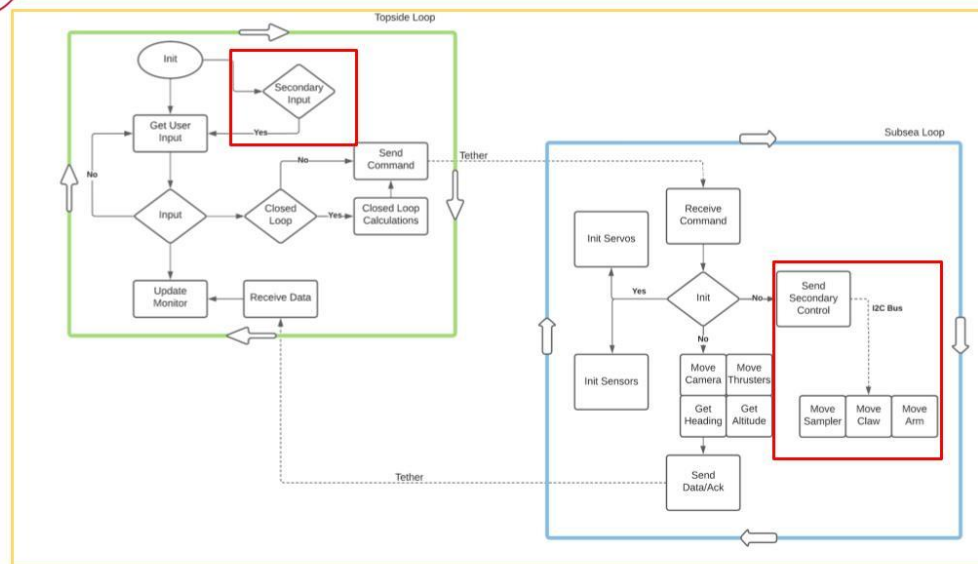 Topside Loop
Init
Secondary
Input
Get User
Input
Yes
No
Send
Command
Tether
No
Input
Closed
Loop
Yes
Closed Loop
Calculations
Update
Monitor
Receive Data
Subsea Loop
Receive
Command
Init Servos
Init
Yes
No
Send
Secondary
Control
I2C Bus
No
Init Sensors
Move
Camera
Move
Thrusters
Get
Heading
Get
Altitude
Move
Sampler
Move
Claw
Move
Arm
Send
Data/Ack
Tether